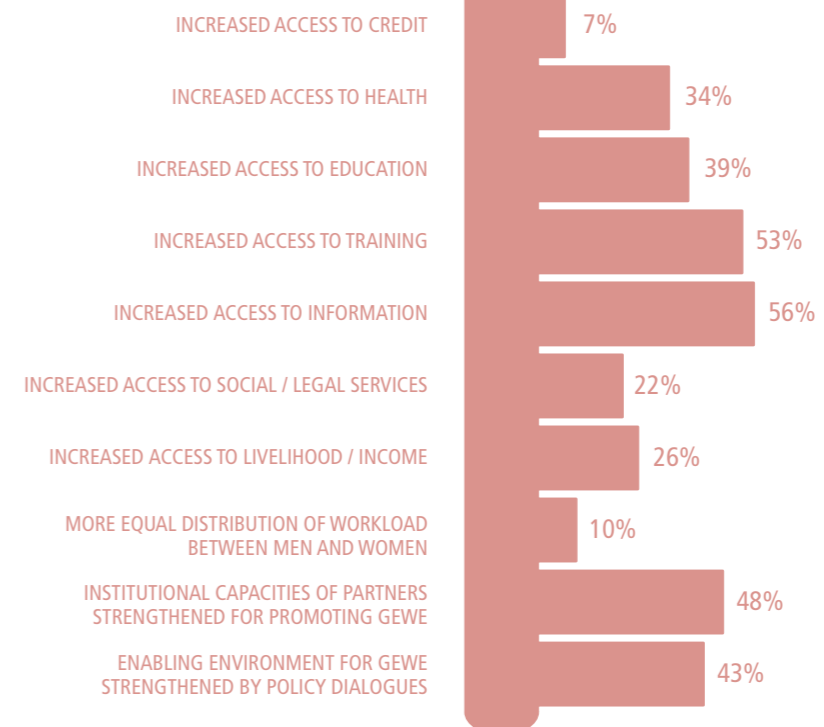 INCREASED ACCESS TO CREDIT 7%
INCREASED ACCESS TO HEALTH 34%
INCREASED ACCESS TO EDUCATION 39%
INCREASED ACCESS TO TRAINING 53%
INCREASED ACCESS TO INFORMATION 56%
INCREASED ACCESS TO SOCIAL / LEGAL SERVICES 22%
INCREASED ACCESS TO LIVELIHOOD / INCOME 26%
MORE EQUAL DISTRIBUTION OF WORKLOAD
BETWEEN MEN AND WOMEN 10%
INSTITUTIONAL CAPACITIES OF PARTNERS
STRENGTHENED FOR PROMOTING GEWE 48%
ENABLING ENVIRONMENT FOR GEWE
STRENGTHENED BY POLICY DIALOGUES 43%